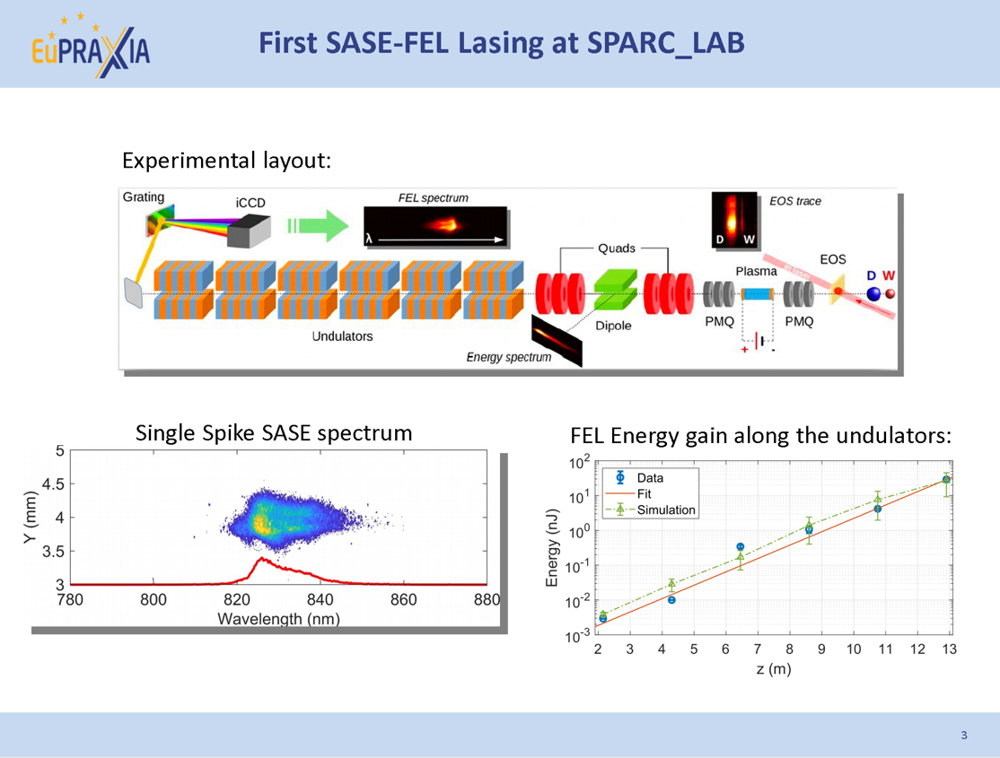 EuPRAXIA
First SASE-FEL Lasing at SPARC_LAB
Experimental layout:
Grating
iCCD
FEL spectrum
λ
EOS trace
D W
Quads
Plasma
EOS
D W
PMQ
PMQ
Dipole
Undulators
Energy spectrum
+ -
Single Spike SASE spectrum
5
4.5
4
3.5
3
Y (mm)
780 800 820 840 860 880
Wavelength (nm)
FEL Energy gain along the undulators:
10^2
10^1
10^0
10^-1
10^-2
10^-3
Energy (nJ)
Data
Fit
Simulation
2 3 4 5 6 7 8 9 10 11 12 13
z (m)
3